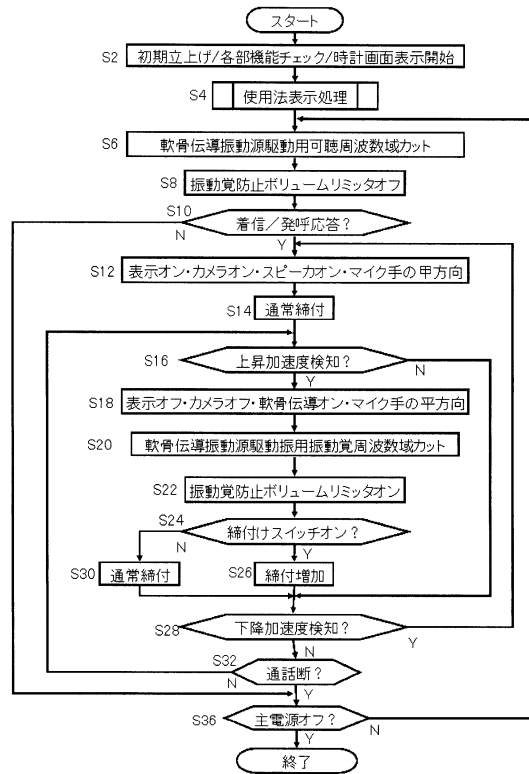 スタート
S2
初期立上げ/各部機能チェック/時計画面表示開始
S4
使用法表示処理
S6
軟骨伝導振動源駆動用可聴周波数域カット
S8
振動覚防止ボリュームリミッタオフ
S10
着信／発呼応答？
N
Y
S12
表示オン・カメラオン・スピーカオン・マイク手の甲方向
S14
通常締付
S16
上昇加速度検知？
N
Y
S18
表示オフ・カメラオフ・軟骨伝導オン・マイク手の平方向
S20
軟骨伝導振動源駆動振用振動覚周波数域カット
S22
振動覚防止ボリュームリミッタオン
S24
締付けスイッチオン？
N
Y
S30
通常締付
S26
締付増加
S28
下降加速度検知？
Y
N
S32
通話断？
N
Y
S36
主電源オフ？
N
Y
終了